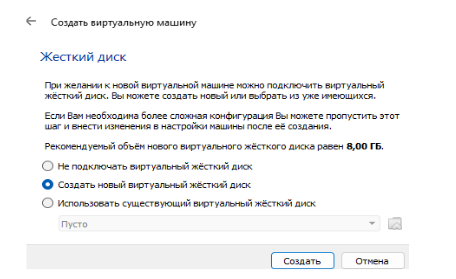 Создать виртуальную машину
Жесткий диск
При желании к новой виртуальной машине можно подключить виртуальный
жёсткий диск. Вы можете создать новый или выбрать из уже имеющихся.
Если Вам необходима более сложная конфигурация Вы можете пропустить этот
шаг и внести изменения в настройки машины после её создания.
Рекомендуемый объём нового виртуального жёсткого диска равен 8,00 ГБ.
Не подключать виртуальный жёсткий диск
Создать новый виртуальный жёсткий диск
Использовать существующий виртуальный жёсткий диск
Пусто
Создать Отмена